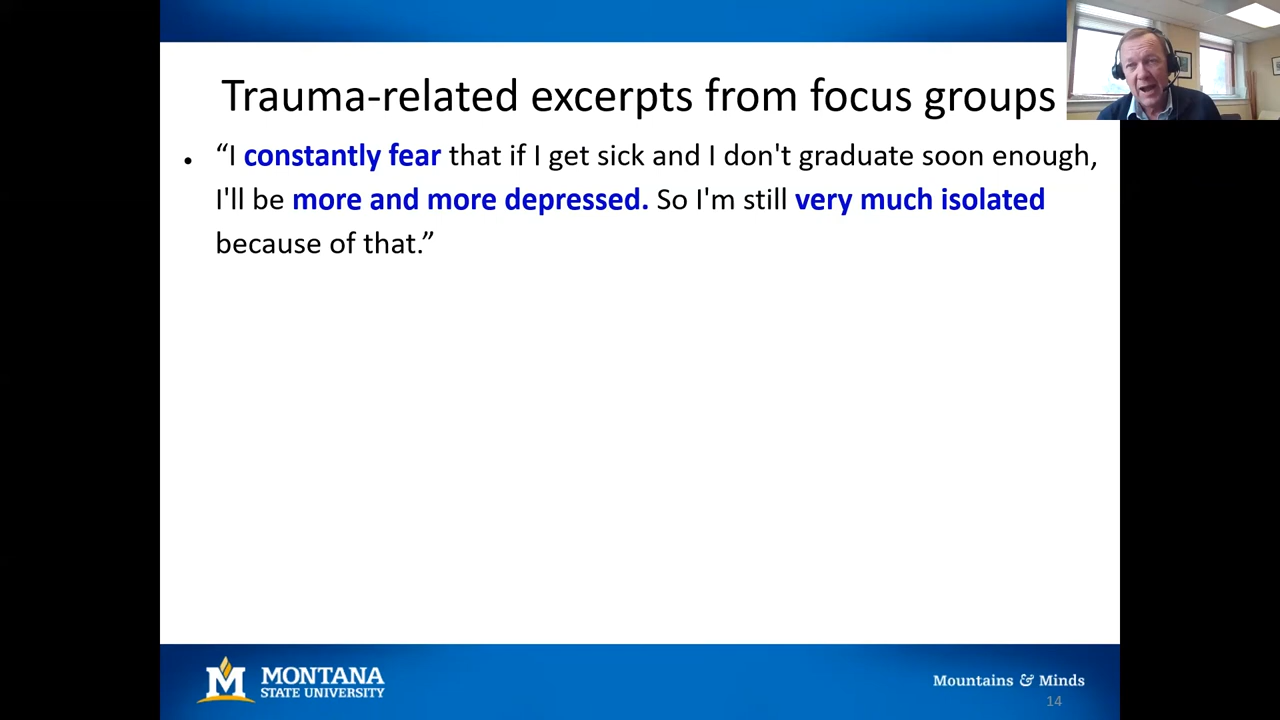 Trauma-related excerpts from focus groups
• “I constantly fear that if I get sick and I don't graduate soon enough,
I'll be more and more depressed. So I'm still very much isolated
because of that.”
M MONTANA
STATE UNIVERSITY
Mountains & Minds
14